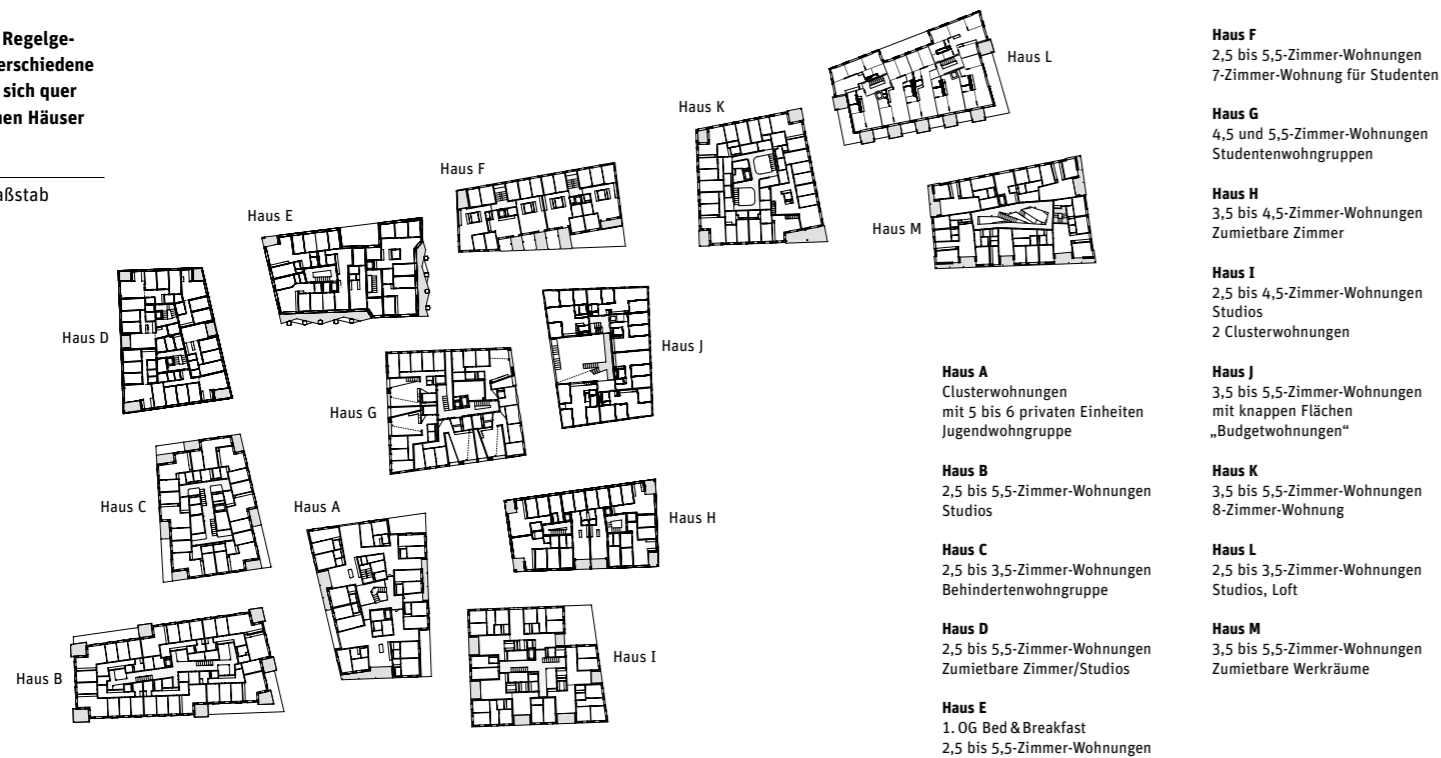 Regelge-
erschiedene
sich quer
nen Häuser
aßstab
Haus L
Haus K
Haus F
Haus E
Haus M
Haus D
Haus J
Haus G
Haus C
Haus A
Haus H
Haus I
Haus B
Haus A
Clusterwohnungen
mit 5 bis 6 privaten Einheiten
Jugendwohngruppe
Haus B
2,5 bis 5,5-Zimmer-Wohnungen
Studios
Haus C
2,5 bis 3,5-Zimmer-Wohnungen
Behindertenwohngruppe
Haus D
2,5 bis 5,5-Zimmer-Wohnungen
Zumietbare Zimmer/Studios
Haus E
1. OG Bed & Breakfast
2,5 bis 5,5-Zimmer-Wohnungen
Haus F
2,5 bis 5,5-Zimmer-Wohnungen
7-Zimmer-Wohnung für Studenten
Haus G
4,5 und 5,5-Zimmer-Wohnungen
Studentenwohngruppen
Haus H
3,5 bis 4,5-Zimmer-Wohnungen
Zumietbare Zimmer
Haus I
2,5 bis 4,5-Zimmer-Wohnungen
Studios
2 Clusterwohnungen
Haus J
3,5 bis 5,5-Zimmer-Wohnungen
mit knappen Flächen
„Budgetwohnungen“
Haus K
3,5 bis 5,5-Zimmer-Wohnungen
8-Zimmer-Wohnung
Haus L
2,5 bis 3,5-Zimmer-Wohnungen
Studios, Loft
Haus M
3,5 bis 5,5-Zimmer-Wohnungen
Zumietbare Werkräume